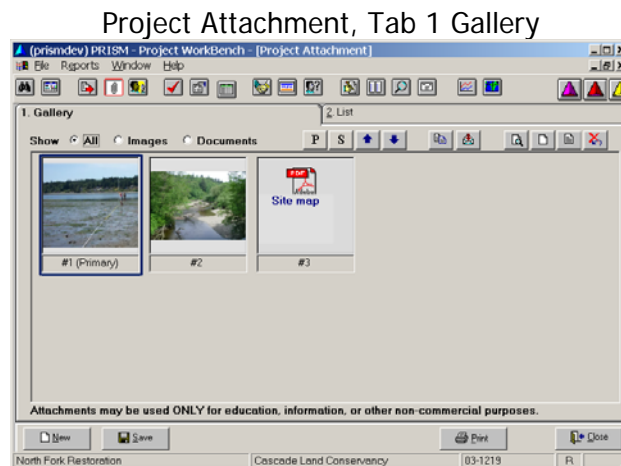 Project Attachment, Tab 1 Gallery
(prismdev) PRISM - Project WorkBench - [Project Attachment]
File Reports Window Help
1. Gallery 2. List
Show All Images Documents P S
PDF
Site map
#1 (Primary) #2 #3
Attachments may be used ONLY for education, information, or other non-commercial purposes.
New Save Print Close
North Fork Restoration Cascade Land Conservancy 03-1219 R